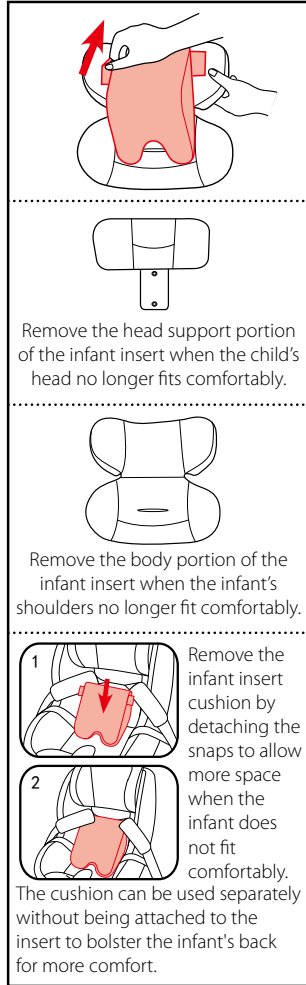 Remove the head support portion
of the infant insert when the child’s
head no longer fits comfortably.
Remove the body portion of the
infant insert when the infant’s
shoulders no longer fit comfortably.
1
2
Remove the
infant insert
cushion by
detaching the
snaps to allow
more space
when the
infant does
not fit
comfortably.
The cushion can be used separately
without being attached to the
insert to bolster the infant's back
for more comfort.